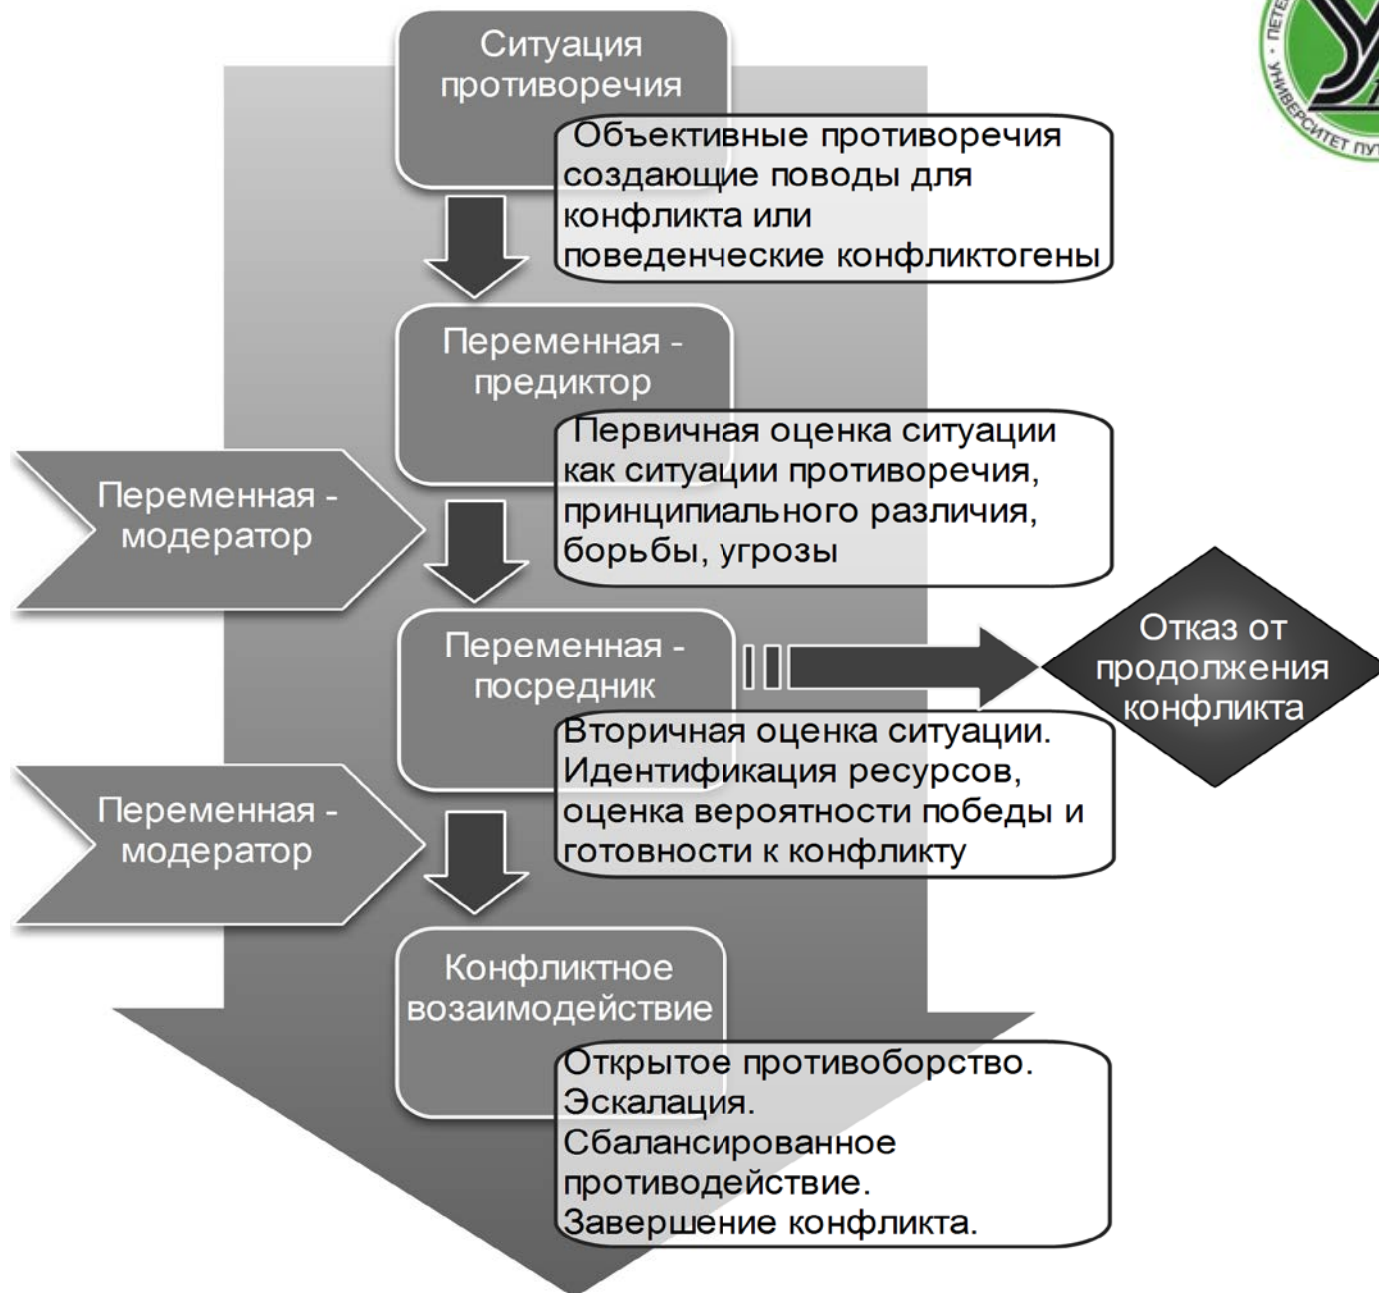 Ситуация
противоречия
Объективные противоречия
создающие поводы для
конфликта или
поведенческие конфликтогены
Переменная -
предиктор
Первичная оценка ситуации
как ситуации противоречия,
принципиального различия,
борьбы, угрозы
Переменная -
модератор
Переменная -
посредник
Отказ от
продолжения
конфликта
Вторичная оценка ситуации.
Идентификация ресурсов,
оценка вероятности победы и
готовности к конфликту
Переменная -
модератор
Конфликтное
возаимодействие
Открытое противоборство.
Эскалация.
Сбалансированное
противодействие.
Завершение конфликта.
УНИВЕРСИТЕТ